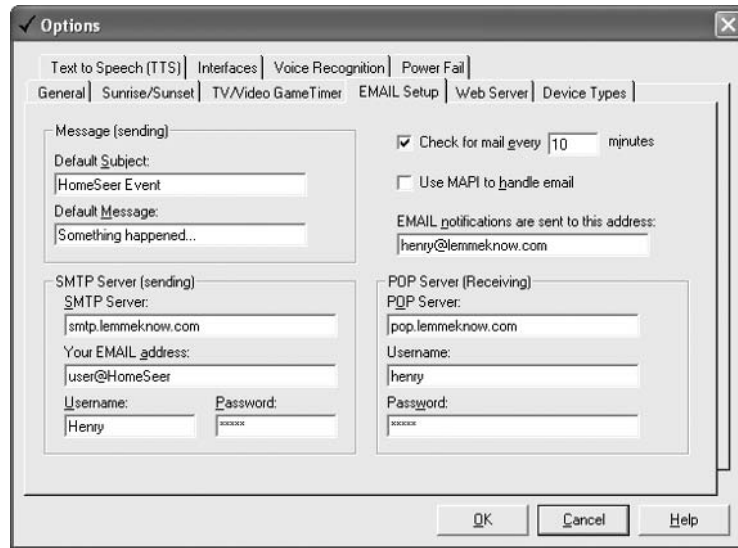 Options
Text to Speech (TTS) Interfaces Voice Recognition Power Fail
General Sunrise/Sunset TV/Video GameTimer EMAIL Setup Web Server Device Types
Message (sending)
Default Subject:
HomeSeer Event
Default Message:
Something happened...
Check for mail every 10 minutes
Use MAPI to handle email
EMAIL notifications are sent to this address:
henry@lemmeknow.com
SMTP Server (sending)
SMTP Server:
smtp.lemmeknow.com
Your EMAIL address:
user@HomeSeer
Username: Password:
Henry *****
POP Server (Receiving)
POP Server:
pop.lemmeknow.com
Username:
henry
Password:
*****
OK Cancel Help